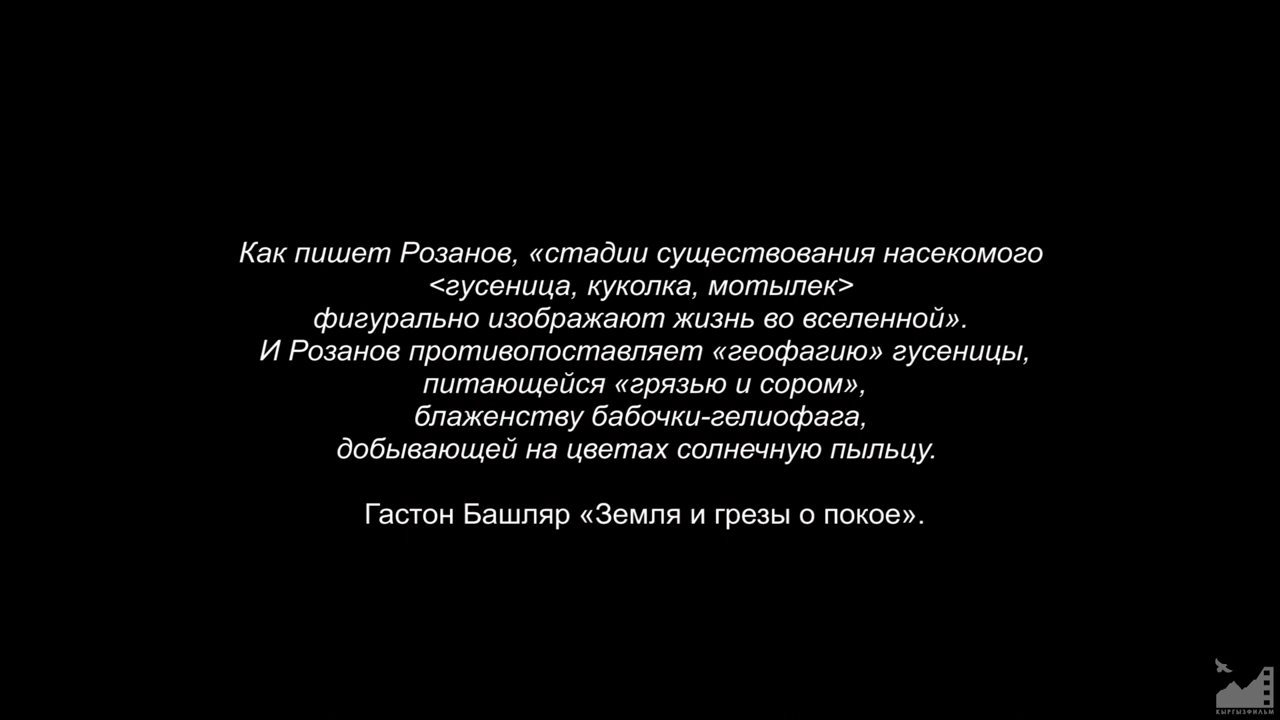 Как пишет Розанов, «стадии существования насекомого
<гусеница, куколка, мотылек>
фигурально изображают жизнь во вселенной».
И Розанов противопоставляет «геофагию» гусеницы,
питающейся «грязью и сором»,
блаженству бабочки-гелиофага,
добывающей на цветах солнечную пыльцу.
Гастон Башляр «Земля и грезы о покое».
КЫРГЫЗФИЛЬМ